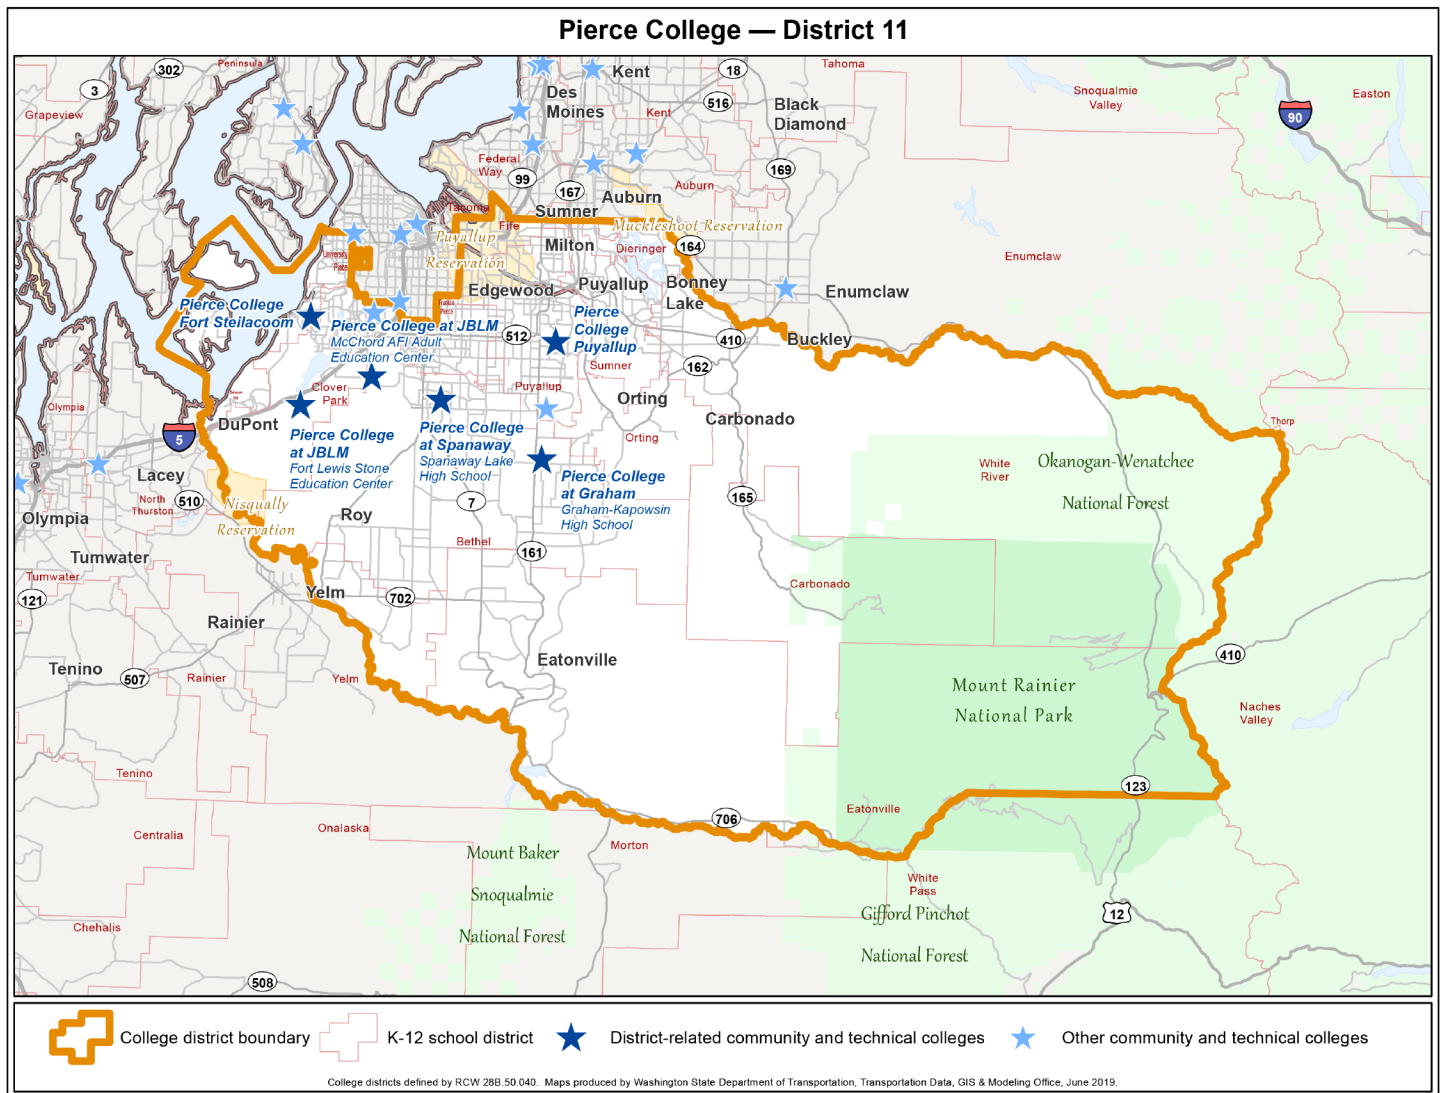 Pierce College — District 11
302
Peninsula
3
Grapevie​w
Kent
18
Tahoma
Des
Moines
516
Kent
Black
Diamond
Snoqualmie
Valley
90
Easton
Federal
Way
99
167
169
Auburn
Auburn
Tacoma
Fife
Sumner
Muckleshoot Reservation
Puyallup
Reservation
University
Place
Milton
Dieringer
164
Enumclaw
Edgewood
Puyallup
Bonney
Lake
Enumclaw
Pierce College
Fort Steilacoom
Pierce College at JBLM
McChord AFI Adult
Education Center
512
Pierce
College
Puyallup
410
Buckley
Sumner
162
Clover
Park
Puyallup
Orting
Carbonado
Olympia
5
DuPont
Thorp
Pierce College
at JBLM
Fort Lewis Stone
Education Center
Pierce College
at Spanaway
Spanaway Lake
High School
Orting
Pierce College
at Graham
Graham-Kapowsin
High School
White
River
Okanogan-Wenatchee
National Forest
Lacey
North
Thurston
510
Nisqually
Reservation
Olympia
Roy
7
165
Tumwater
Bethel
161
Tumwater
121
Yelm
702
Carbonado
Rainier
Tenino
507
Rainier
Yelm
Eatonville
410
Mount Rainier
National Park
Naches
Valley
Tenino
123
Eatonville
706
Centralia
Onalaska
Morton
Mount Baker
Snoqualmie
National Forest
White
Pass
Gifford Pinchot
National Forest
12
Chehalis
508
College district boundary
K-12 school district
District-related community and technical colleges
Other community and technical colleges
College districts defined by RCW 28B.50.040. Maps produced by Washington State Department of Transportation, Transportation Data, GIS & Modeling Office, June 2019.